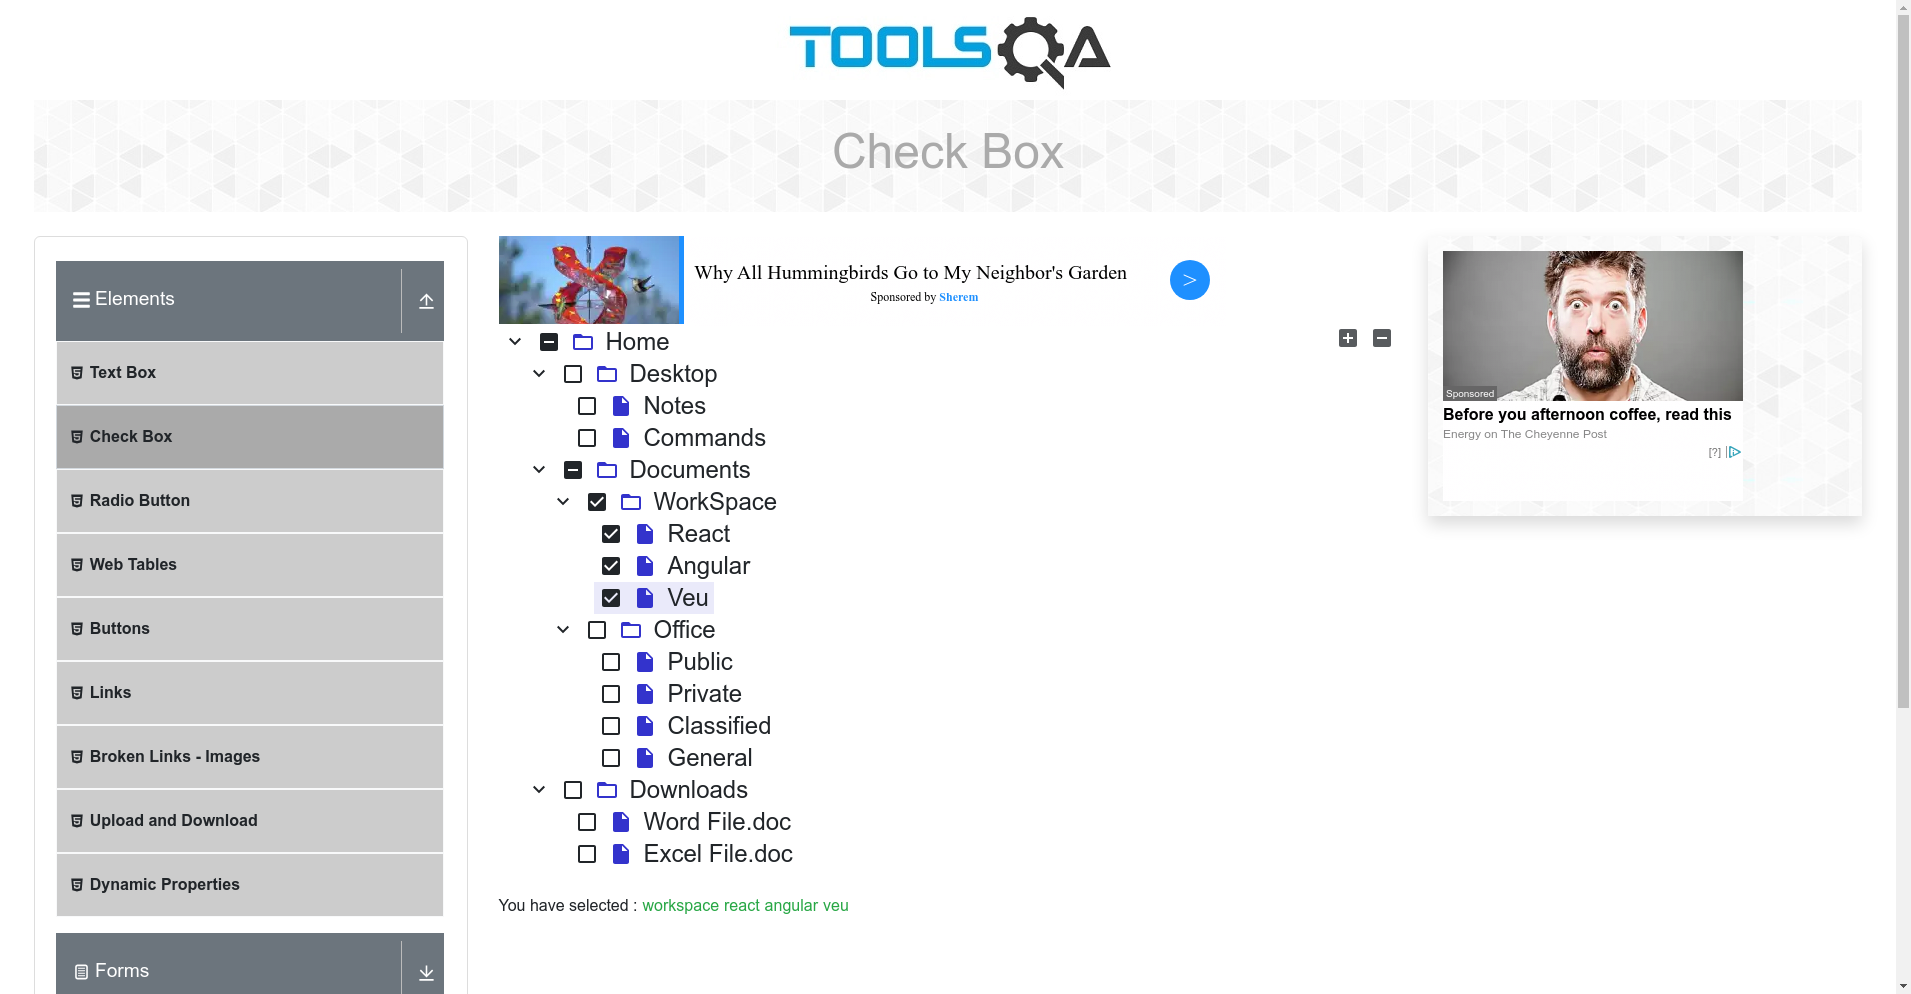 TOOLSQA
Check Box
Elements
Text Box
Check Box
Radio Button
Web Tables
Buttons
Links
Broken Links - Images
Upload and Download
Dynamic Properties
Forms
Why All Hummingbirds Go to My Neighbor's Garden
Sponsored by Sherem
>
Home
Desktop
Notes
Commands
Documents
WorkSpace
React
Angular
Veu
Office
Public
Private
Classified
General
Downloads
Word File.doc
Excel File.doc
You have selected : workspace react angular veu
Sponsored
Before you afternoon coffee, read this
Energy on The Cheyenne Post
[?]